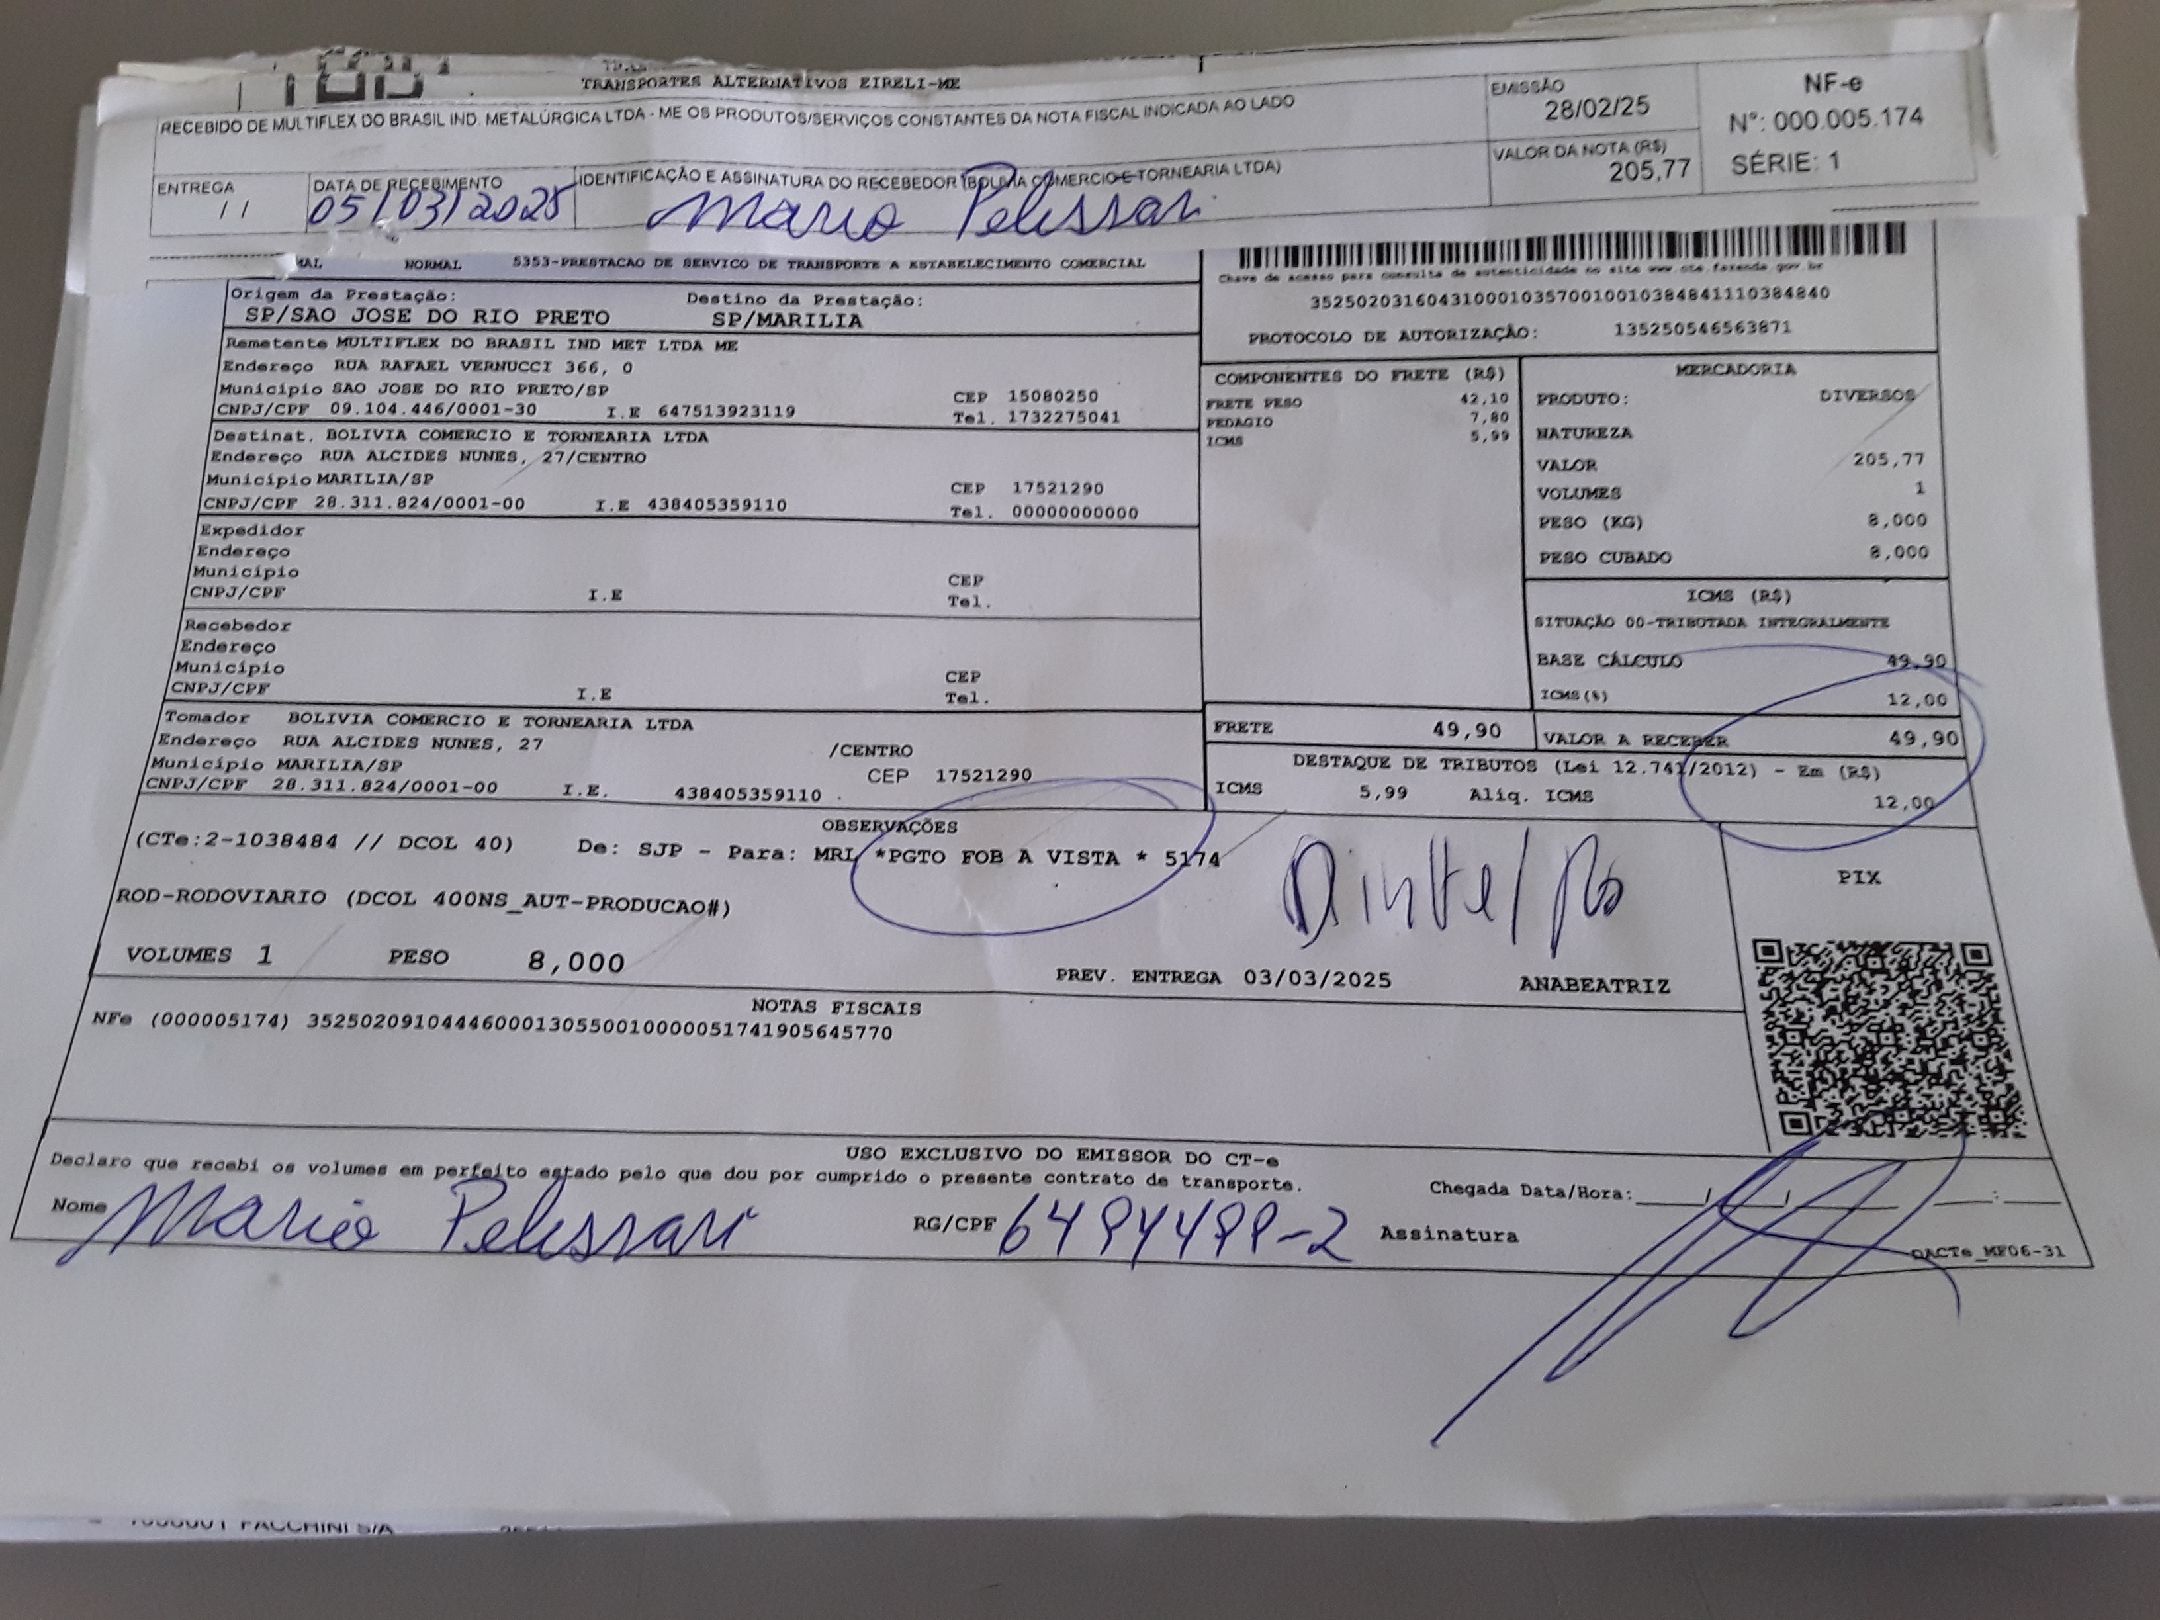 TRANSPORTES ALTERNATIVOS EIRELI-ME
RECEBIDO DE MULTIFLEX DO BRASIL IND. METALÚRGICA LTDA - ME OS PRODUTOS/SERVIÇOS CONSTANTES DA NOTA FISCAL INDICADA AO LADO
EMISSÃO
28/02/25
VALOR DA NOTA (R$)
205,77
NF-e
N°: 000.005.174
SÉRIE: 1
ENTREGA
/ /
DATA DE RECEBIMENTO
05/03/2025
IDENTIFICAÇÃO E ASSINATURA DO RECEBEDOR (BOLIVIA COMERCIO E TORNEARIA LTDA)
Mario Pelissari
NORMAL 5353-PRESTACAO DE SERVICO DE TRANSPORTE A ESTABELECIMENTO COMERCIAL
Chave de acesso para consulta de autenticidade no site www.cte.fazenda.gov.br
35250203160431000103570010010384841110384840
PROTOCOLO DE AUTORIZAÇÃO: 135250546563871
Origem da Prestação: Destino da Prestação:
SP/SAO JOSE DO RIO PRETO SP/MARILIA
Remetente MULTIFLEX DO BRASIL IND MET LTDA ME
Endereço RUA RAFAEL VERNUCCI 366, 0
Município SAO JOSE DO RIO PRETO/SP CEP 15080250
CNPJ/CPF 09.104.446/0001-30 I.E 647513923119 Tel. 1732275041
Destinat. BOLIVIA COMERCIO E TORNEARIA LTDA
Endereço RUA ALCIDES NUNES, 27/CENTRO
Município MARILIA/SP CEP 17521290
CNPJ/CPF 28.311.824/0001-00 I.E 438405359110 Tel. 00000000000
Expedidor
Endereço
Município CEP
CNPJ/CPF I.E Tel.
Recebedor
Endereço
Município CEP
CNPJ/CPF I.E Tel.
Tomador BOLIVIA COMERCIO E TORNEARIA LTDA
Endereço RUA ALCIDES NUNES, 27 /CENTRO
Município MARILIA/SP CEP 17521290
CNPJ/CPF 28.311.824/0001-00 I.E. 438405359110
COMPONENTES DO FRETE (R$)
FRETE PESO 42,10
PEDAGIO 7,80
ICMS 5,99
MERCADORIA
PRODUTO: DIVERSOS
NATUREZA
VALOR 205,77
VOLUMES 1
PESO (KG) 8,000
PESO CUBADO 8,000
ICMS (R$)
SITUAÇÃO 00-TRIBUTADA INTEGRALMENTE
BASE CÁLCULO 49,90
ICMS(%) 12,00
FRETE 49,90 VALOR A RECEBER 49,90
DESTAQUE DE TRIBUTOS (Lei 12.741/2012) - Em (R$)
ICMS 5,99 Aliq. ICMS 12,00
OBSERVAÇÕES
(CTe:2-1038484 // DCOL 40) De: SJP - Para: MRL *PGTO FOB A VISTA * 5174
ROD-RODOVIARIO (DCOL 400NS_AUT-PRODUCAO#)
VOLUMES 1 PESO 8,000
PREV. ENTREGA 03/03/2025 ANABEATRIZ
PIX
NOTAS FISCAIS
NFe (000005174) 35250209104446000130550010000051741905645770
USO EXCLUSIVO DO EMISSOR DO CT-e
Declaro que recebi os volumes em perfeito estado pelo que dou por cumprido o presente contrato de transporte.
Chegada Data/Hora: / / :
Nome Mario Pelissari RG/CPF 6494499-2 Assinatura
DACTe_MF06-31
FACCHINI S/A